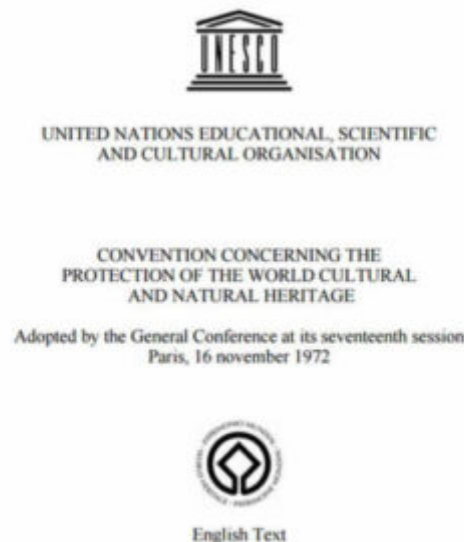 UNESCO
UNITED NATIONS EDUCATIONAL, SCIENTIFIC
AND CULTURAL ORGANISATION
CONVENTION CONCERNING THE
PROTECTION OF THE WORLD CULTURAL
AND NATURAL HERITAGE
Adopted by the General Conference at its seventeenth session
Paris, 16 november 1972
English Text